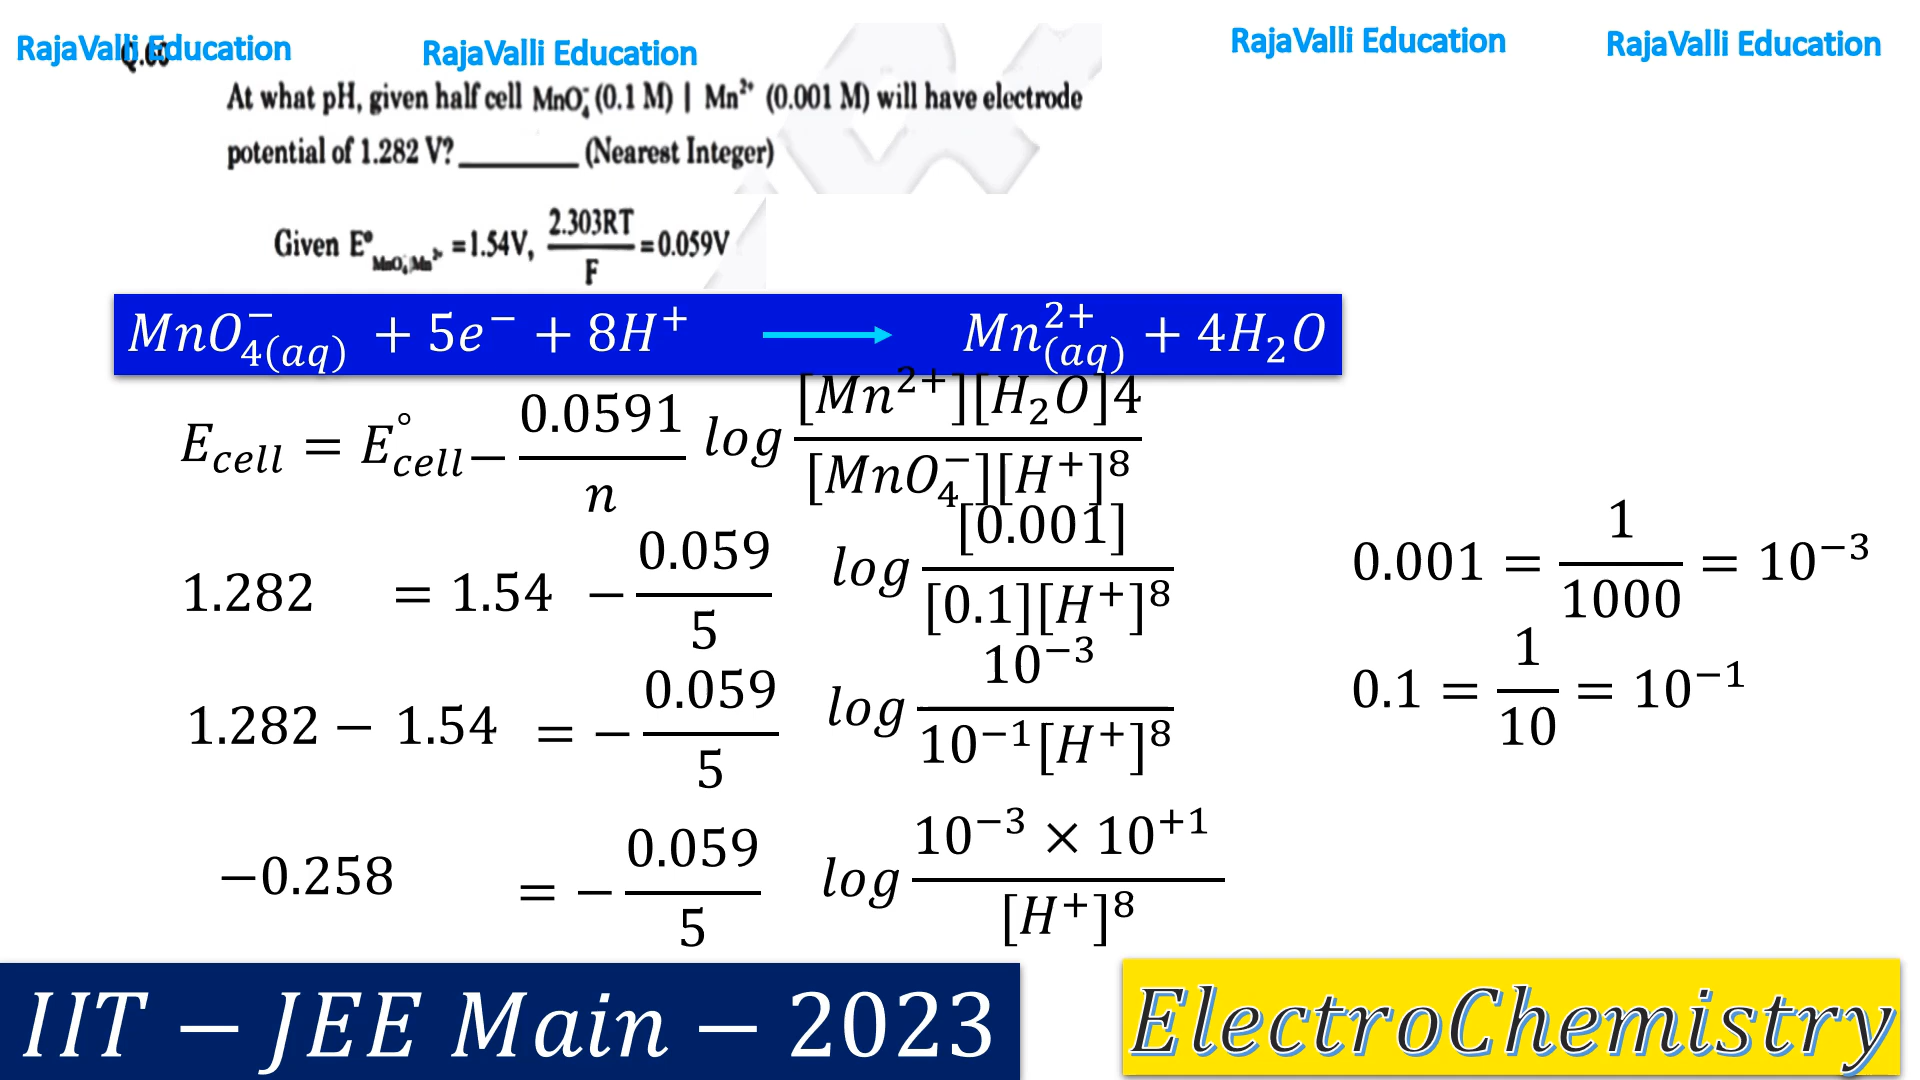 RajaValli Education
RajaValli Education
RajaValli Education
RajaValli Education
At what pH, given half cell MnO₄⁻ (0.1 M) | Mn²⁺ (0.001 M) will have electrode
potential of 1.282 V? ________ (Nearest Integer)
Given E° MnO₄⁻|Mn²⁺ = 1.54V, 2.303RT/F = 0.059V
MnO₄⁻(aq) + 5e⁻ + 8H⁺ ⟶ Mn²⁺(aq) + 4H₂O
E_cell = E°_cell − 0.0591/n log [Mn²⁺][H₂O]4/[MnO₄⁻][H⁺]⁸
1.282 = 1.54 − 0.059/5 log [0.001]/[0.1][H⁺]⁸
0.001 = 1/1000 = 10⁻³
1.282 − 1.54 = − 0.059/5 log 10⁻³/10⁻¹[H⁺]⁸
0.1 = 1/10 = 10⁻¹
−0.258 = − 0.059/5 log 10⁻³ × 10⁺¹/[H⁺]⁸
IIT − JEE Main − 2023
ElectroChemistry